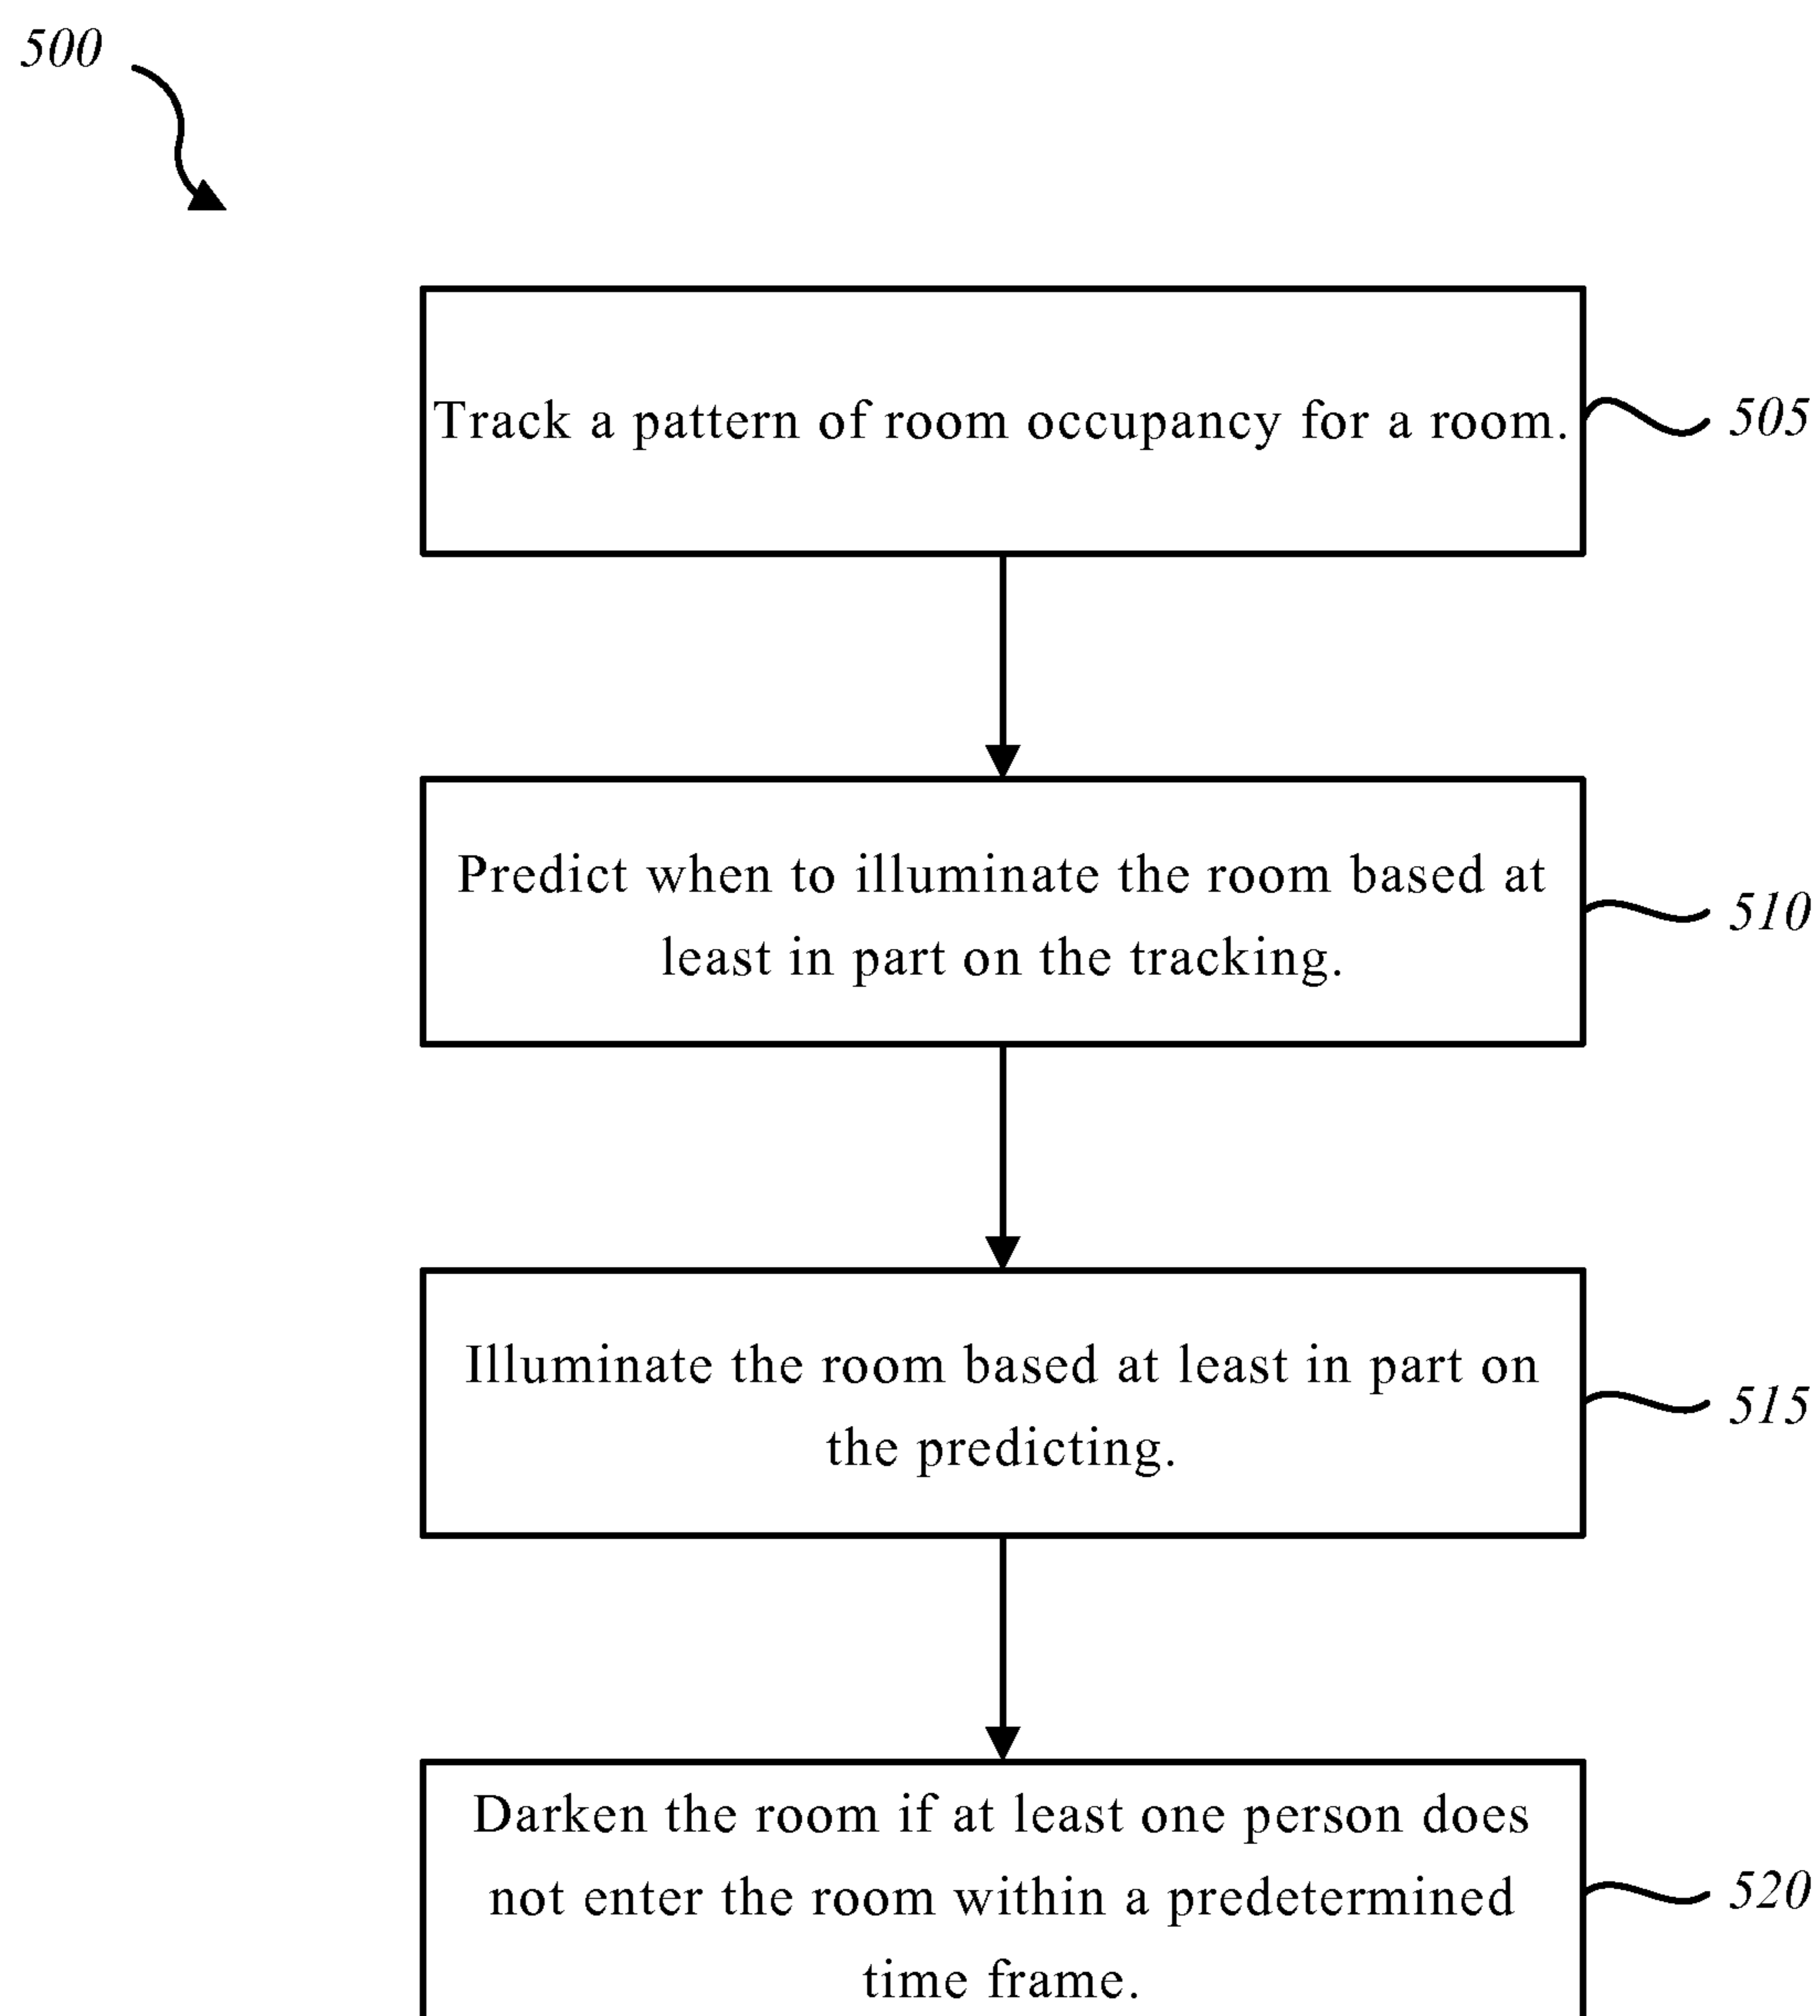 500
Track a pattern of room occupancy for a room.
505
Predict when to illuminate the room based at
least in part on the tracking.
510
Illuminate the room based at least in part on
the predicting.
515
Darken the room if at least one person does
not enter the room within a predetermined
time frame.
520